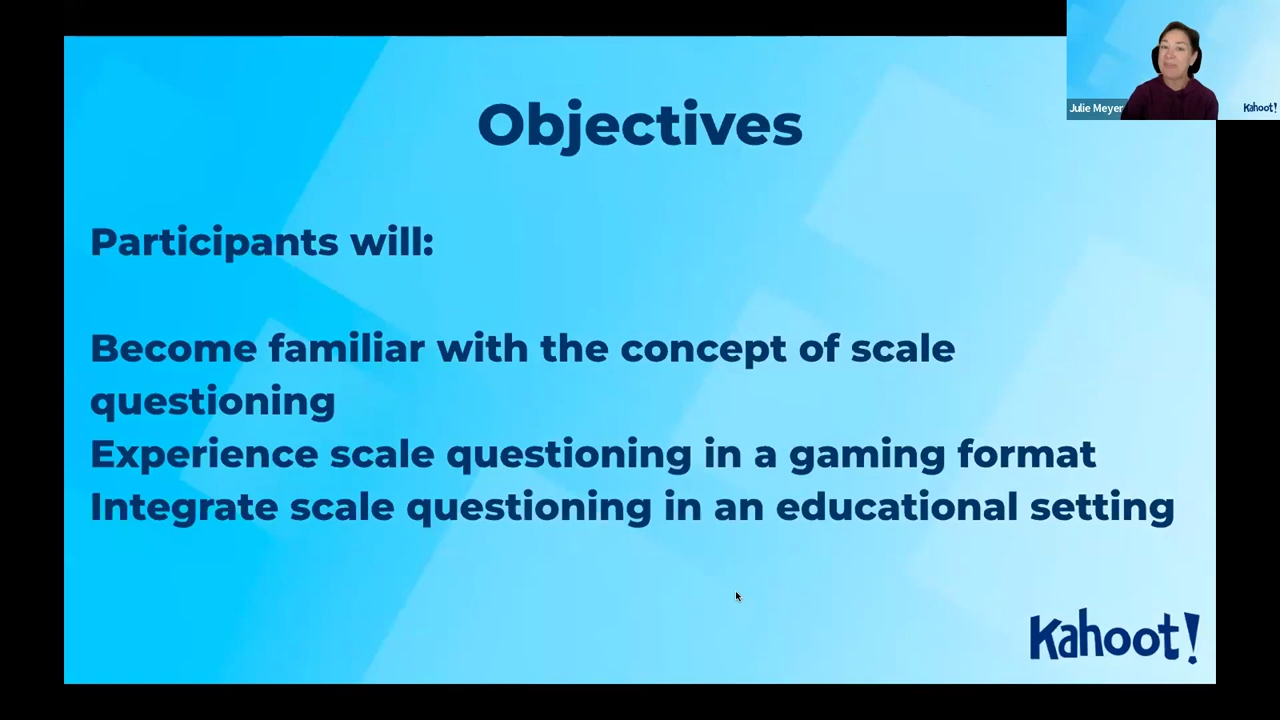 Objectives
Julie Meyer
Kahoot!
Participants will:
Become familiar with the concept of scale
questioning
Experience scale questioning in a gaming format
Integrate scale questioning in an educational setting
Kahoot!